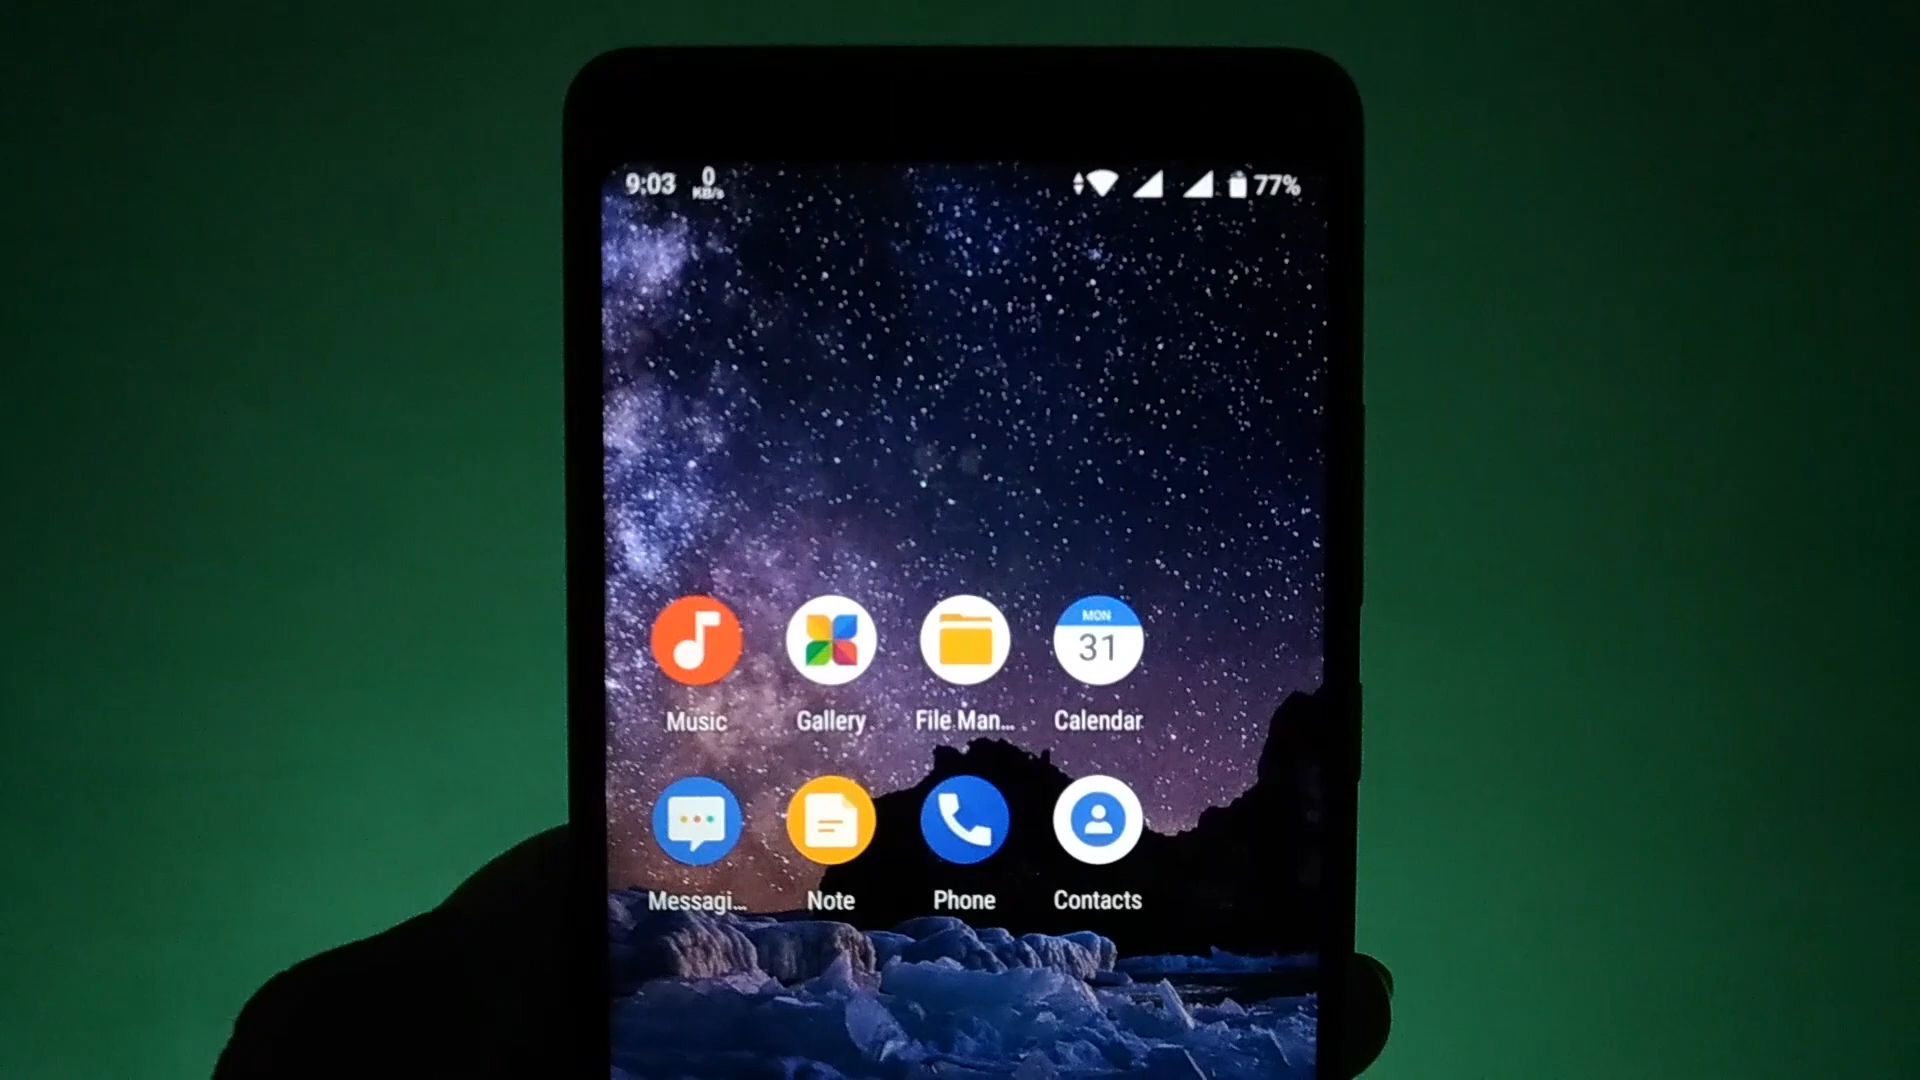 9:03 0 KB/s 77%
MON
31
Music Gallery File Man... Calendar
Messagi... Note Phone Contacts